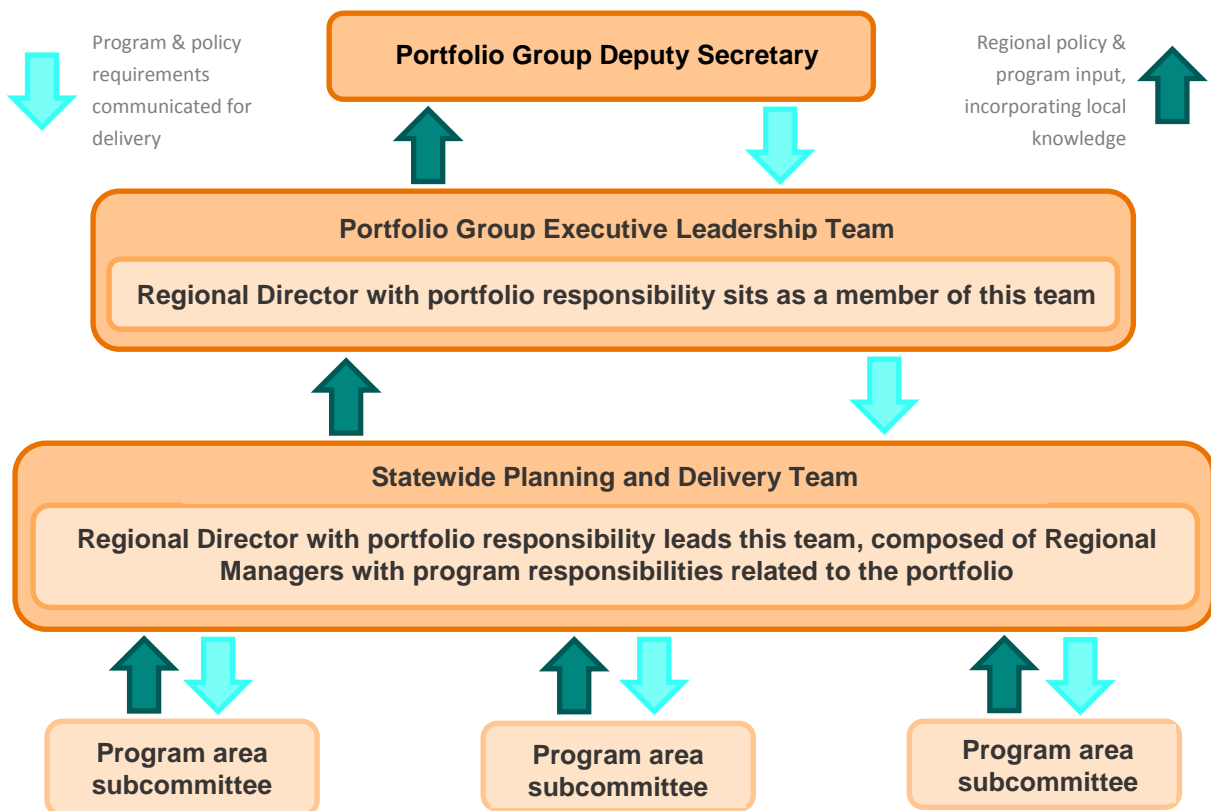 Program & policy
requirements
communicated for
delivery
Portfolio Group Deputy Secretary
Regional policy &
program input,
incorporating local
knowledge
Portfolio Group Executive Leadership Team
Regional Director with portfolio responsibility sits as a member of this team
Statewide Planning and Delivery Team
Regional Director with portfolio responsibility leads this team, composed of Regional
Managers with program responsibilities related to the portfolio
Program area
subcommittee
Program area
subcommittee
Program area
subcommittee